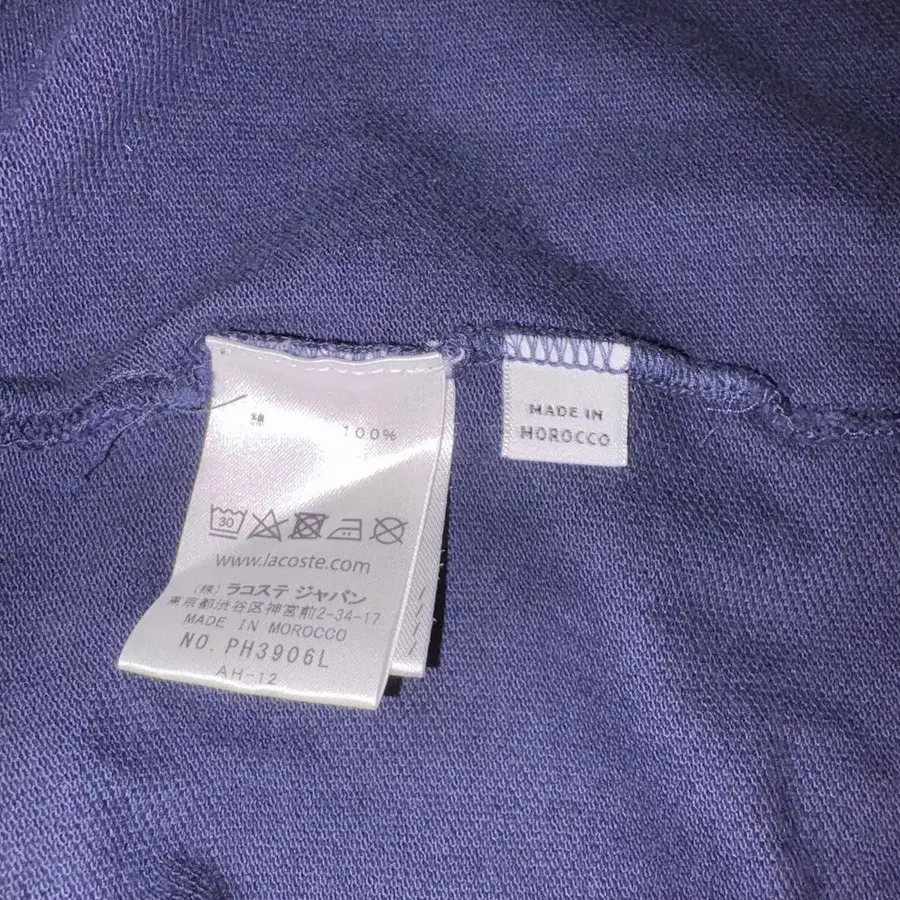 綿 100%
30
www.lacoste.com
(株) ラコステ ジャパン
東京都渋谷区神宮前2-34-17
MADE IN MOROCCO
NO. PH3906L
AH-12
MADE IN
MOROCCO